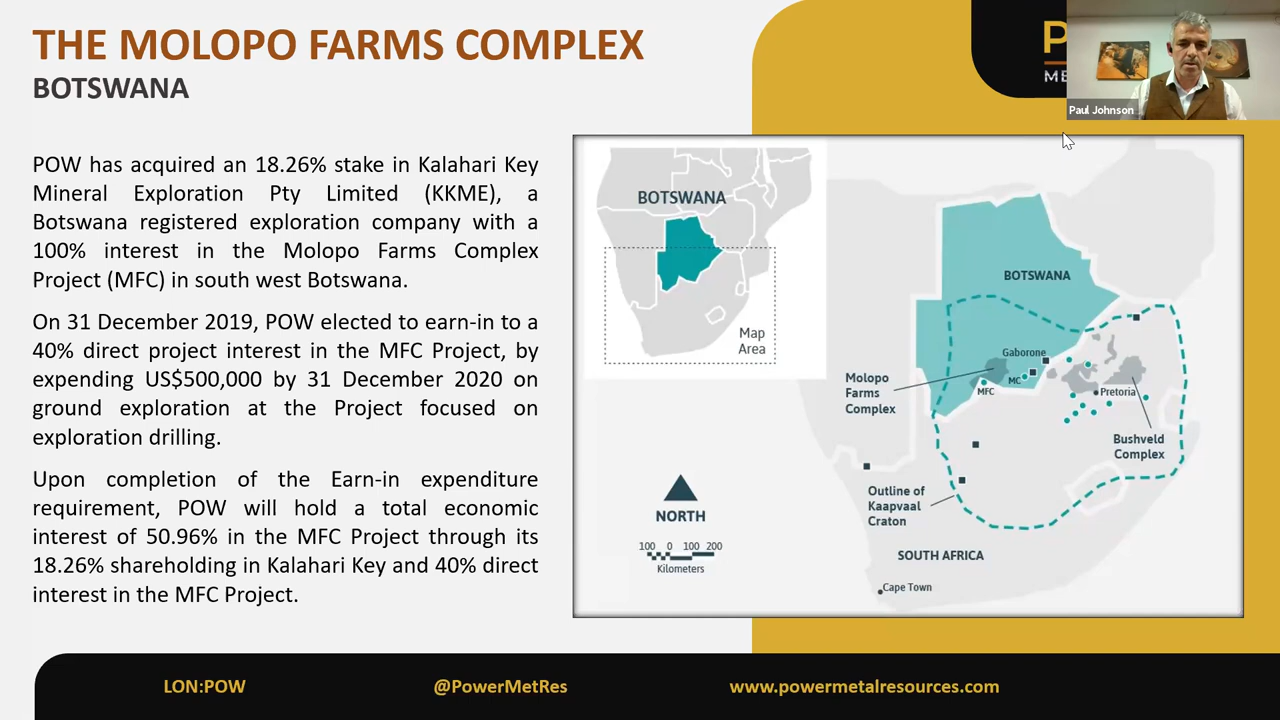 THE MOLOPO FARMS COMPLEX
BOTSWANA
POW has acquired an 18.26% stake in Kalahari Key
Mineral Exploration Pty Limited (KKME), a
Botswana registered exploration company with a
100% interest in the Molopo Farms Complex
Project (MFC) in south west Botswana.
On 31 December 2019, POW elected to earn-in to a
40% direct project interest in the MFC Project, by
expending US$500,000 by 31 December 2020 on
ground exploration at the Project focused on
exploration drilling.
Upon completion of the Earn-in expenditure
requirement, POW will hold a total economic
interest of 50.96% in the MFC Project through its
18.26% shareholding in Kalahari Key and 40% direct
interest in the MFC Project.
P
ME
Paul Johnson
BOTSWANA
Map
Area
BOTSWANA
Gaborone
MC
MFC
Pretoria
Molopo
Farms
Complex
Bushveld
Complex
Outline of
Kaapvaal
Craton
NORTH
100 0 100 200
Kilometers
SOUTH AFRICA
Cape Town
LON:POW
@PowerMetRes
www.powermetalresources.com